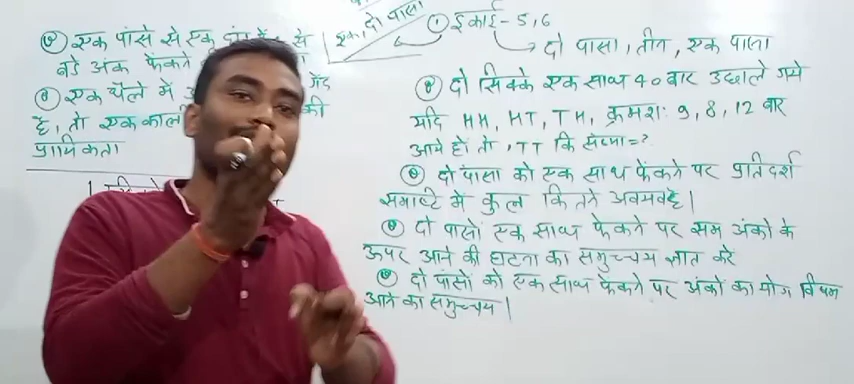 एक पांसे से एक से
बड़े अंक फेंकने
एक थैले में गेंद
है, तो एक काली की
प्रायिकता
दो पासा
① इकाई - 5,6
दो पासा, तीन, एक पासा
दो सिक्के एक साथ 40 बार उछाले गये
यदि HH, HT, TH, क्रमशः 9, 8, 12 बार
आये हो तो, TT कि संख्या = ?
दो पासा को एक साथ फेंकने पर प्रतिदर्श
समष्टि में कुल कितने अवयव है।
दो पासों एक साथ फेंकने पर सम अंको के
ऊपर आने की घटना का समुच्चय ज्ञात करें
दो पासों को एक साथ फेंकने पर अंको का योग विषम
आने का समुच्चय।